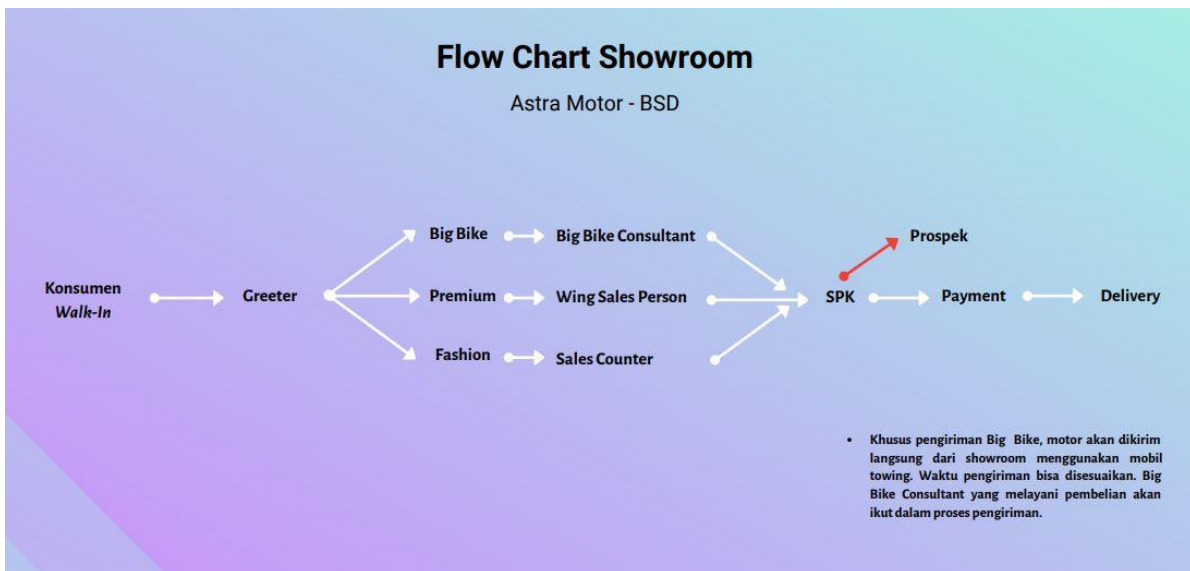 Flow Chart Showroom
Astra Motor - BSD
Konsumen
Walk-In
Greeter
Big Bike
Big Bike Consultant
Premium
Wing Sales Person
Fashion
Sales Counter
SPK
Prospek
Payment
Delivery
• Khusus pengiriman Big Bike, motor akan dikirim
langsung dari showroom menggunakan mobil
towing. Waktu pengiriman bisa disesuaikan. Big
Bike Consultant yang melayani pembelian akan
ikut dalam proses pengiriman.